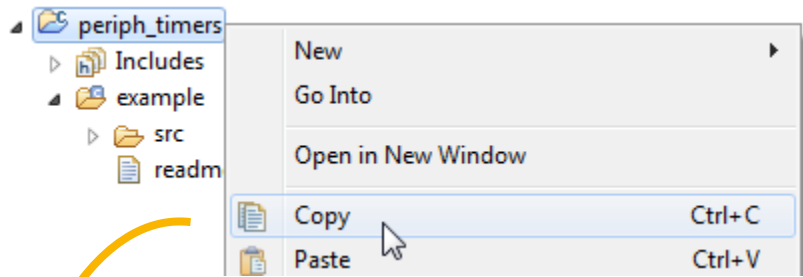 periph_timers
Includes
example
src
readm
New
Go Into
Open in New Window
Copy Ctrl+C
Paste Ctrl+V